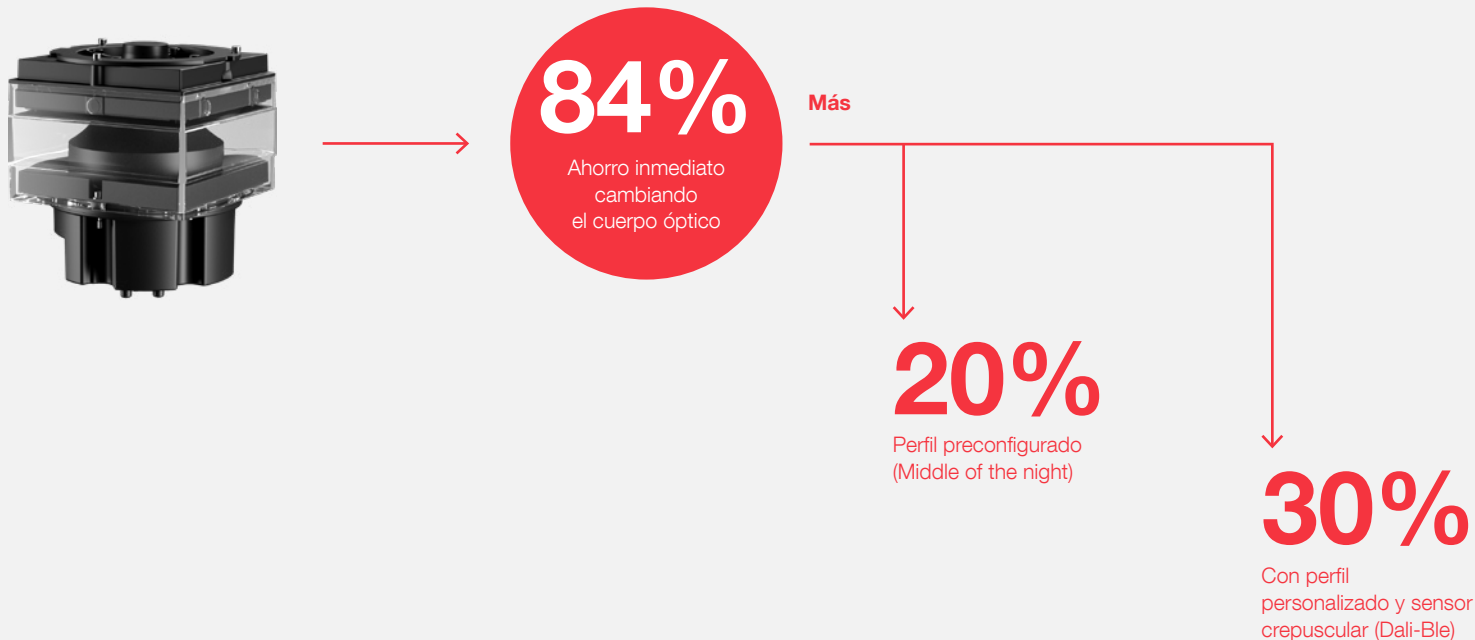 84%
Ahorro inmediato
cambiando
el cuerpo óptico
Más
20%
Perfil preconfigurado
(Middle of the night)
30%
Con perfil
personalizado y sensor
crepuscular (Dali-Ble)